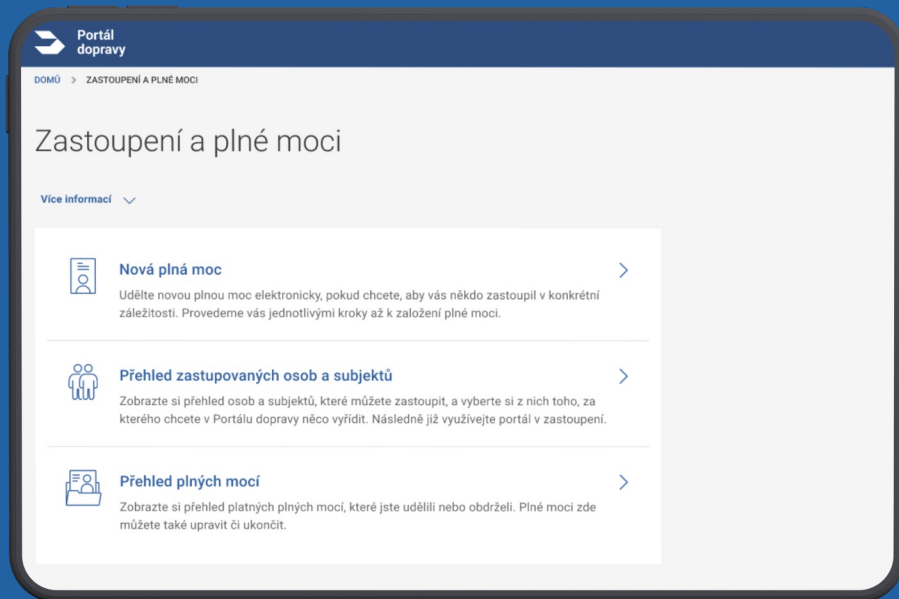 Portál
dopravy
DOMŮ > ZASTOUPENÍ A PLNÉ MOCI
Zastoupení a plné moci
Více informací
Nová plná moc
Udělte novou plnou moc elektronicky, pokud chcete, aby vás někdo zastoupil v konkrétní
záležitosti. Provedeme vás jednotlivými kroky až k založení plné moci.
Přehled zastupovaných osob a subjektů
Zobrazte si přehled osob a subjektů, které můžete zastoupit, a vyberte si z nich toho, za
kterého chcete v Portálu dopravy něco vyřídit. Následně již využívejte portál v zastoupení.
Přehled plných mocí
Zobrazte si přehled platných plných mocí, které jste udělili nebo obdrželi. Plné moci zde
můžete také upravit či ukončit.